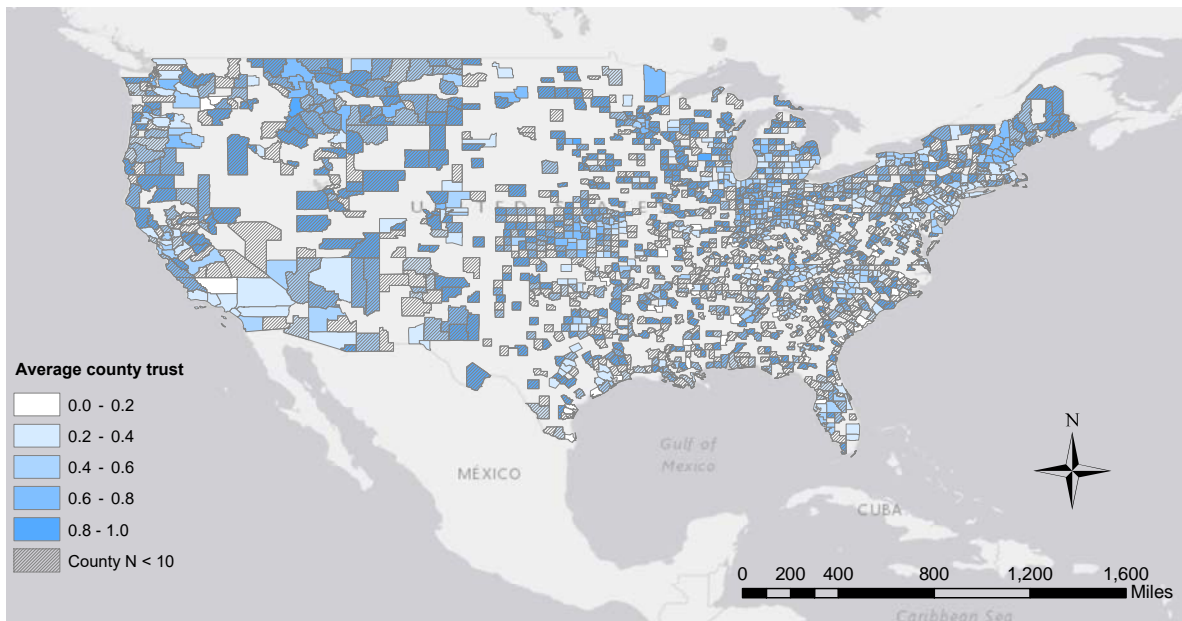 UNITED STATES
Average county trust
0.0 - 0.2
0.2 - 0.4
0.4 - 0.6
0.6 - 0.8
0.8 - 1.0
County N < 10
MÉXICO
Gulf of
Mexico
N
CUBA
0 200 400 800 1,200 1,600
Miles
Caribbean Sea